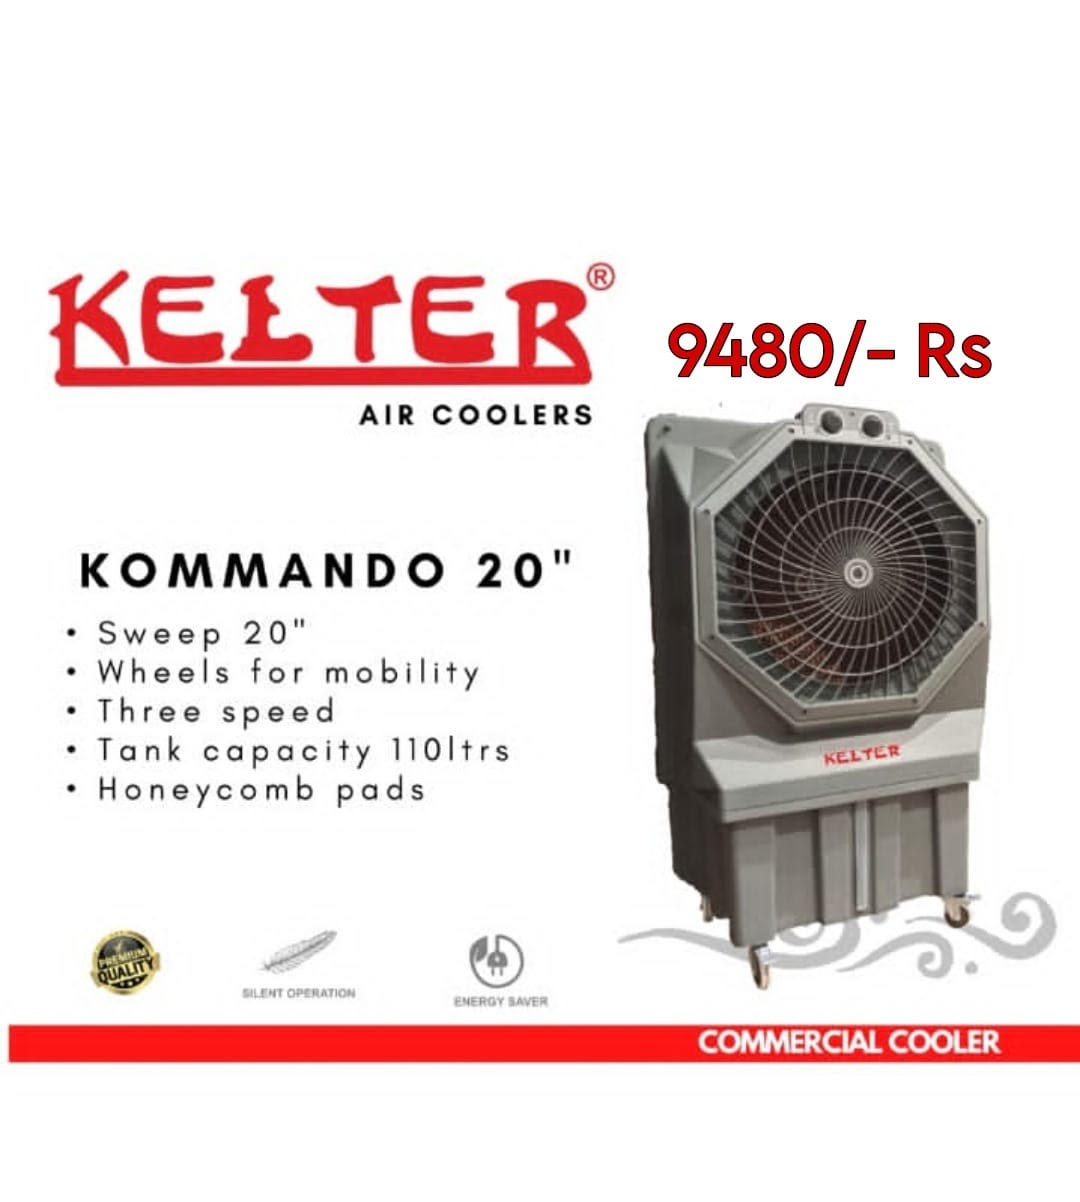 KELTER®
9480/- Rs
AIR COOLERS
KOMMANDO 20"
• Sweep 20"
• Wheels for mobility
• Three speed
• Tank capacity 110ltrs
• Honeycomb pads
KELTER
PREMIUM
QUALITY
SILENT OPERATION
ENERGY SAVER
COMMERCIAL COOLER